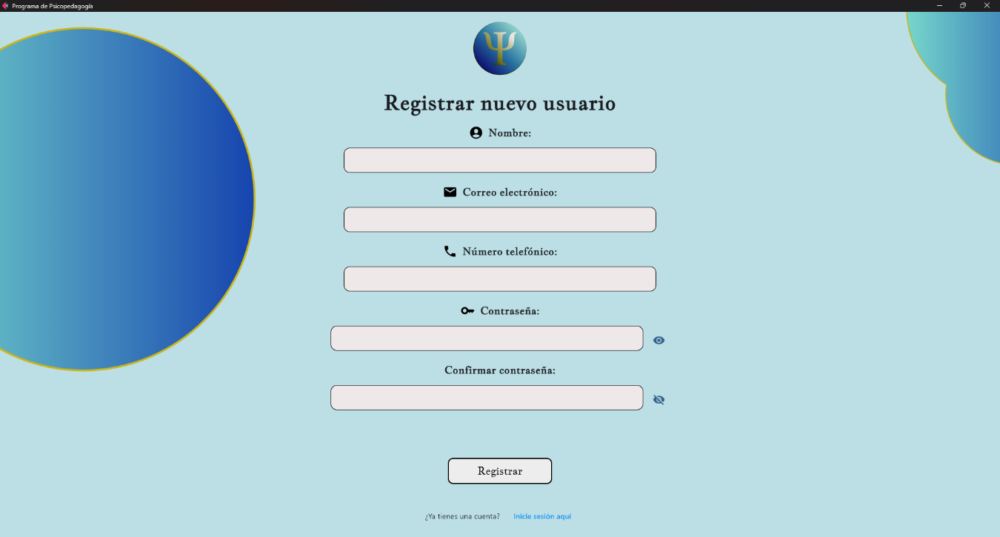 Programa de Psicopedagogía
Ψ
Registrar nuevo usuario
Nombre:
Correo electrónico:
Número telefónico:
Contraseña:
Confirmar contraseña:
Registrar
¿Ya tienes una cuenta? Inicie sesión aquí